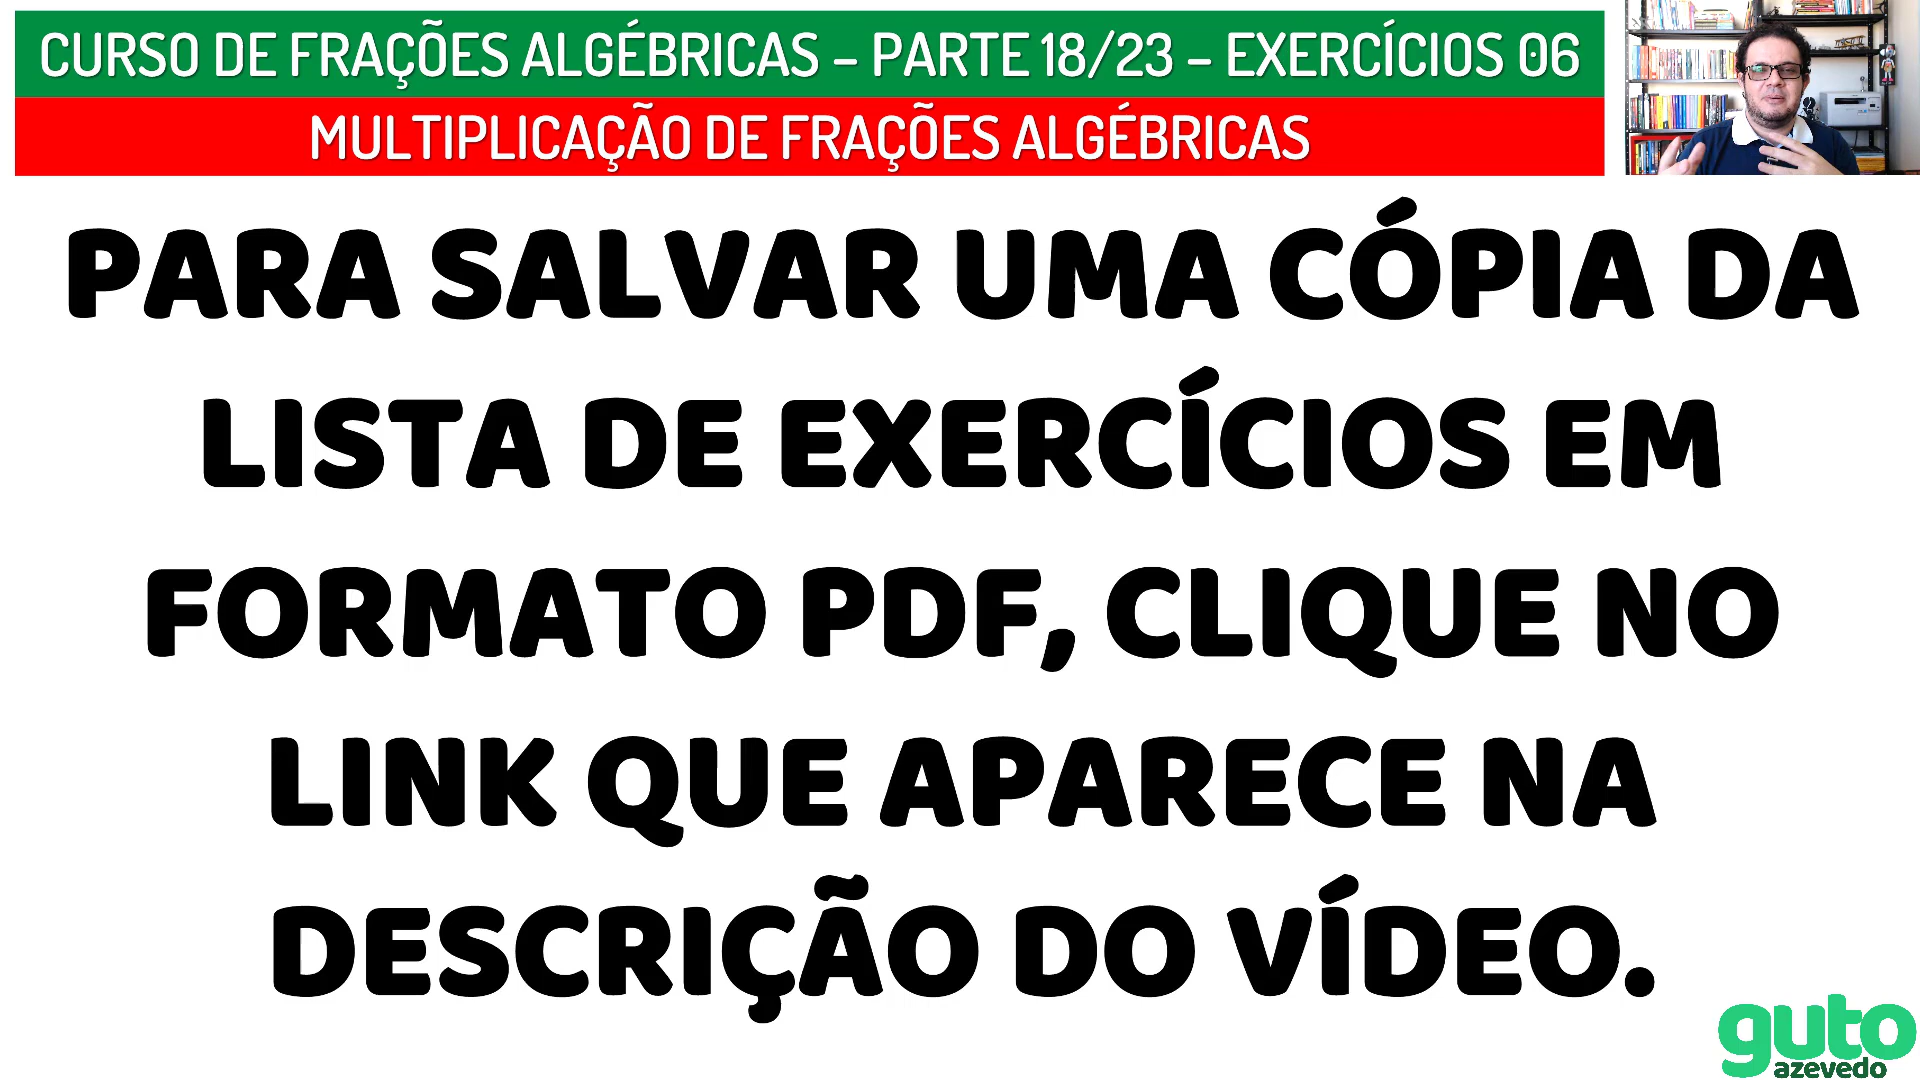 CURSO DE FRAÇÕES ALGÉBRICAS – PARTE 18/23 – EXERCÍCIOS 06
MULTIPLICAÇÃO DE FRAÇÕES ALGÉBRICAS
PARA SALVAR UMA CÓPIA DA
LISTA DE EXERCÍCIOS EM
FORMATO PDF, CLIQUE NO
LINK QUE APARECE NA
DESCRIÇÃO DO VÍDEO.
guto
azevedo